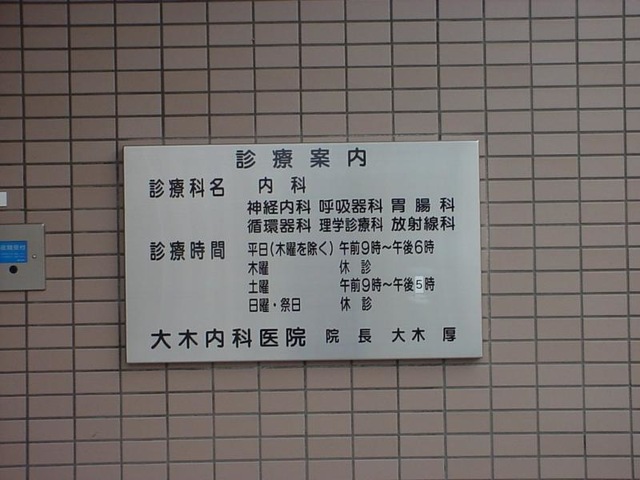 診療案内
診療科名 内科
神経内科 呼吸器科 胃腸科
循環器科 理学診療科 放射線科
診療時間 平日(木曜を除く)午前9時～午後6時
木曜 休診
土曜 午前9時～午後5時
日曜・祭日 休診
大木内科医院 院長 大木 厚